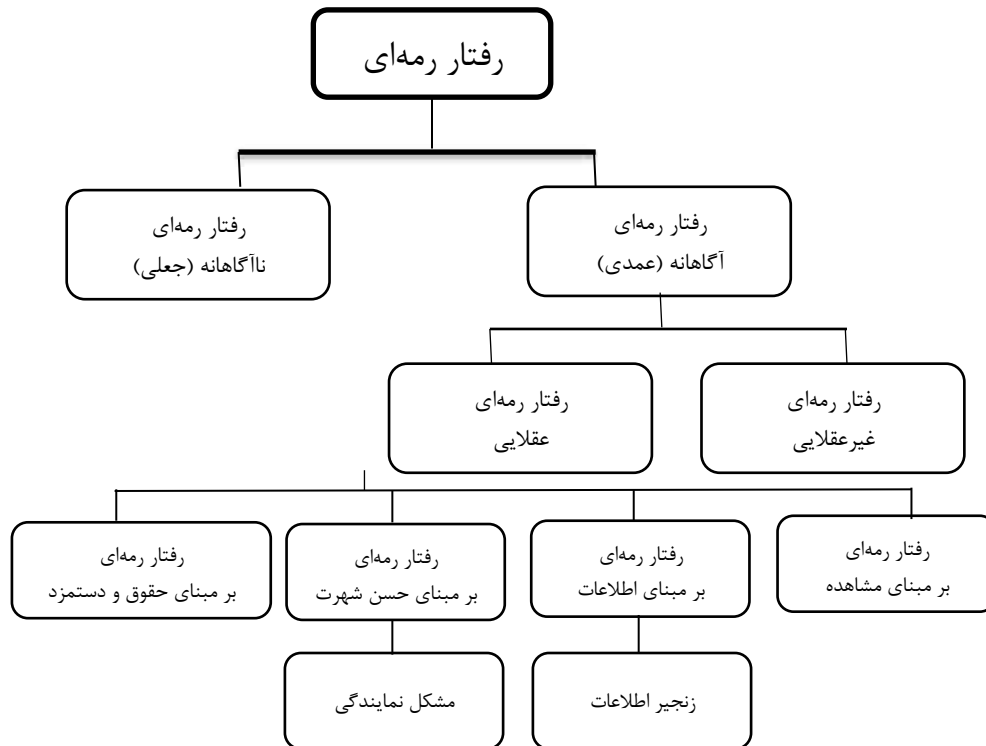 رفتار رمه‌ای
رفتار رمه‌ای
آگاهانه (عمدی)
رفتار رمه‌ای
ناآگاهانه (جعلی)
رفتار رمه‌ای
غیرعقلایی
رفتار رمه‌ای
عقلایی
رفتار رمه‌ای
بر مبنای مشاهده
رفتار رمه‌ای
بر مبنای اطلاعات
رفتار رمه‌ای
بر مبنای حسن شهرت
رفتار رمه‌ای
بر مبنای حقوق و دستمزد
زنجیر اطلاعات
مشکل نمایندگی